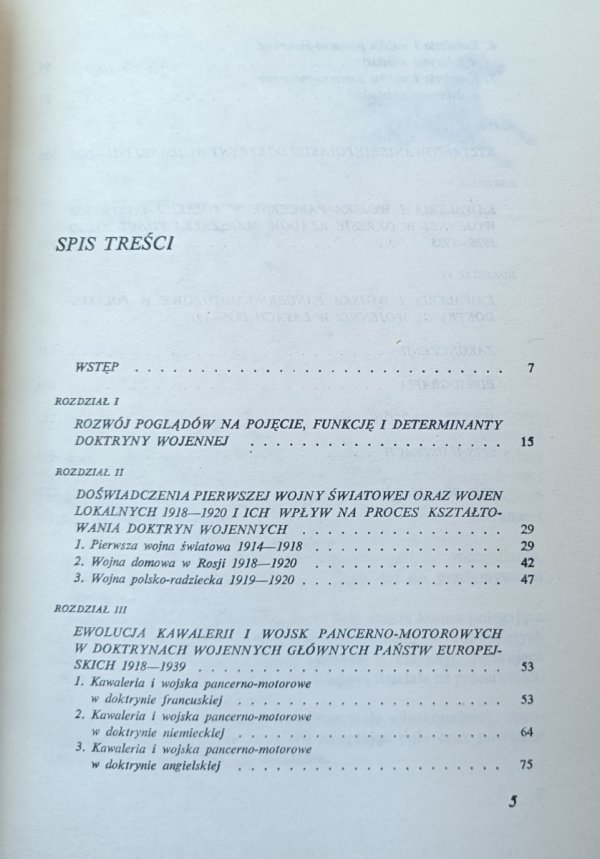 SPIS TREŚCI
WSTĘP . . . . . . . . . . . . . . . . . . . . . . . . . . . . . 7
ROZDZIAŁ I
ROZWÓJ POGLĄDÓW NA POJĘCIE, FUNKCJĘ I DETERMINANTY
DOKTRYNY WOJENNEJ . . . . . . . . . . . . . . . . . . . 15
ROZDZIAŁ II
DOŚWIADCZENIA PIERWSZEJ WOJNY ŚWIATOWEJ ORAZ WOJEN
LOKALNYCH 1918—1920 I ICH WPŁYW NA PROCES KSZTAŁTO-
WANIA DOKTRYN WOJENNYCH . . . . . . . . . . . . . . . 29
1. Pierwsza wojna światowa 1914—1918 . . . . . . . . . . . . . . 29
2. Wojna domowa w Rosji 1918—1920 . . . . . . . . . . . . . . 42
3. Wojna polsko-radziecka 1919—1920 . . . . . . . . . . . . . . . 47
ROZDZIAŁ III
EWOLUCJA KAWALERII I WOJSK PANCERNO-MOTOROWYCH
W DOKTRYNACH WOJENNYCH GŁÓWNYCH PAŃSTW EUROPEJ-
SKICH 1918—1939 . . . . . . . . . . . . . . . . . . . . . . . 53
1. Kawaleria i wojska pancerno-motorowe
w doktrynie francuskiej . . . . . . . . . . . . . . . . . . . . 53
2. Kawaleria i wojska pancerno-motorowe
w doktrynie niemieckiej . . . . . . . . . . . . . . . . . . . . 64
3. Kawaleria i wojska pancerno-motorowe
w doktrynie angielskiej . . . . . . . . . . . . . . . . . . . . 75
5